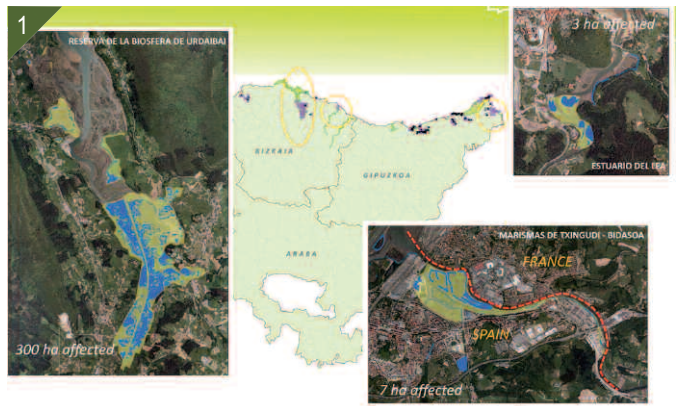 1
RESERVA DE LA BIOSFERA DE URDAIBAI
300 ha affected
BIZKAIA
GIPUZKOA
ARABA
3 ha affected
ESTUARIO DEL LEA
MARISMAS DE TXINGUDI - BIDASOA
FRANCE
SPAIN
7 ha affected